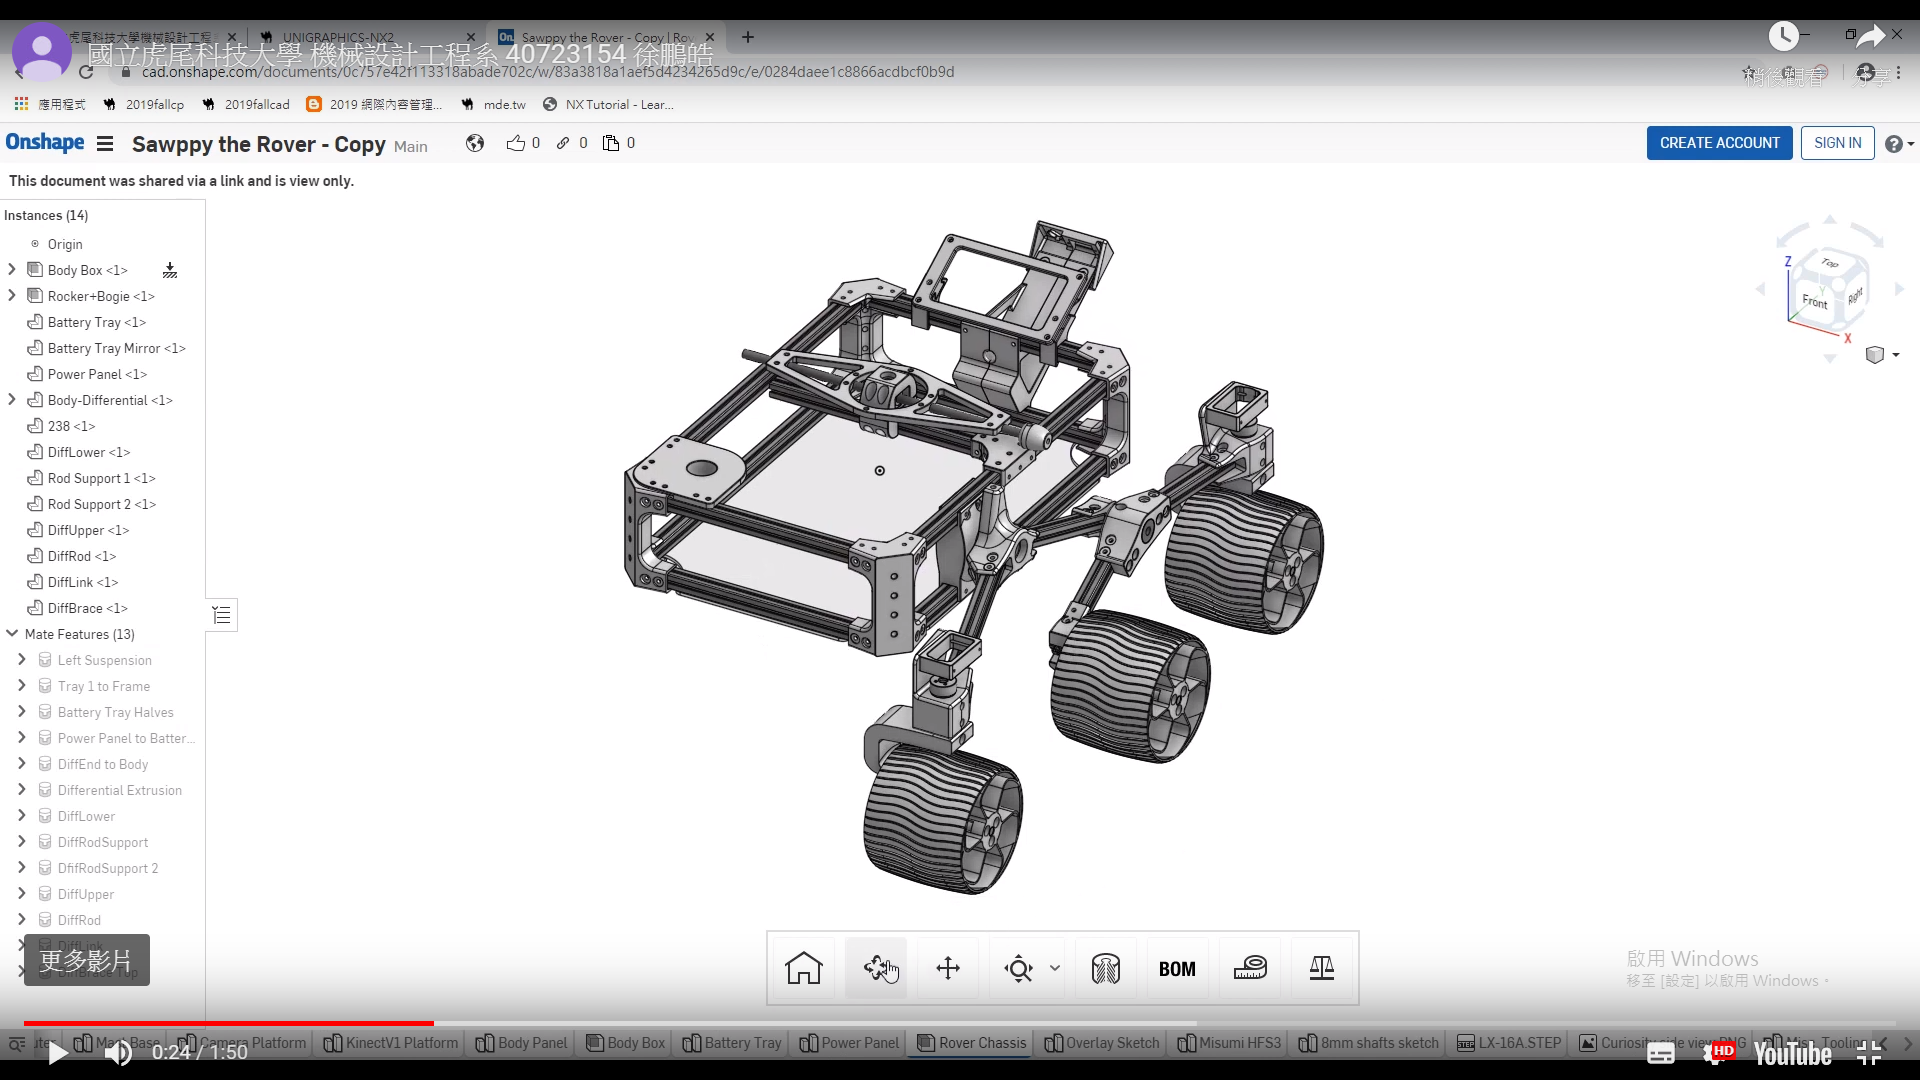 虎尾科技大學機械設計工程
UNIGRAPHICS-NX2
Sawppy the Rover - Copy | Rov
國立虎尾科技大學 機械設計工程系 40723154 徐鵬皓
cad.onshape.com/documents/0c757e42f113318abade702c/w/83a3818a1aef5d4234265d9c/e/0284daee1c8866acdbcf0b9d
稍後觀看
分享
應用程式
2019fallcp
2019fallcad
2019 網際內容管理...
mde.tw
NX Tutorial - Lear...
Onshape
Sawppy the Rover - Copy Main
0
0
0
CREATE ACCOUNT
SIGN IN
This document was shared via a link and is view only.
Instances (14)
Origin
Body Box <1>
Rocker+Bogie <1>
Battery Tray <1>
Battery Tray Mirror <1>
Power Panel <1>
Body-Differential <1>
238 <1>
DiffLower <1>
Rod Support 1 <1>
Rod Support 2 <1>
DiffUpper <1>
DiffRod <1>
DiffLink <1>
DiffBrace <1>
Mate Features (13)
Left Suspension
Tray 1 to Frame
Battery Tray Halves
Power Panel to Batter...
DiffEnd to Body
Differential Extrusion
DiffLower
DiffRodSupport
DfifRodSupport 2
DiffUpper
DiffRod
DiffLink
DiffBrace Top
更多影片
Z
Top
Front
Right
Y
X
BOM
啟用 Windows
移至 [設定] 以啟用 Windows。
Mast Base
Camera Platform
KinectV1 Platform
Body Panel
Body Box
Battery Tray
Power Panel
Rover Chassis
Overlay Sketch
Misumi HFS3
8mm shafts sketch
STEP
LX-16A.STEP
Curiosity side view.PNG
Misc. Tooling
0:24 / 1:50
HD
YouTube